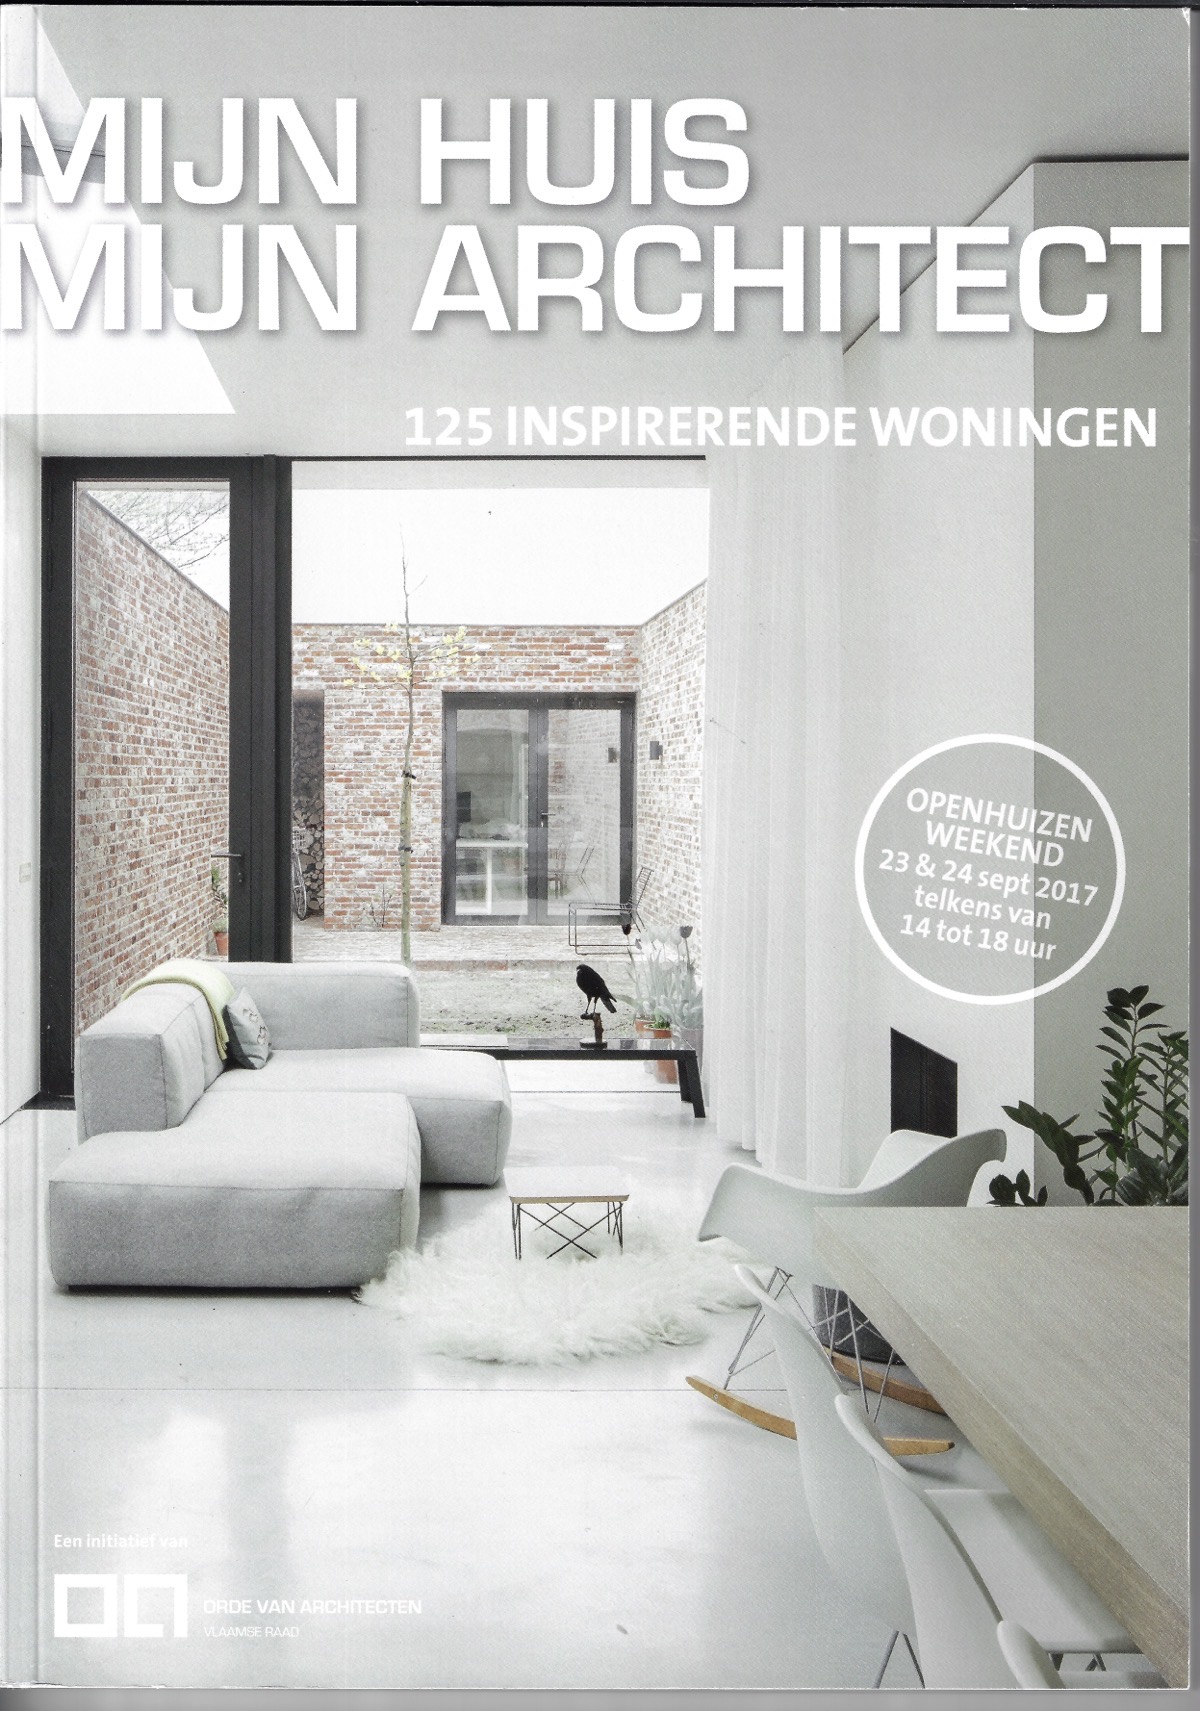 MIJN HUIS
MIJN ARCHITECT
125 INSPIRERENDE WONINGEN
OPENHUIZEN
WEEKEND
23 & 24 sept 2017
telkens van
14 tot 18 uur
Een initiatief van
ORDE VAN ARCHITECTEN
VLAAMSE RAAD